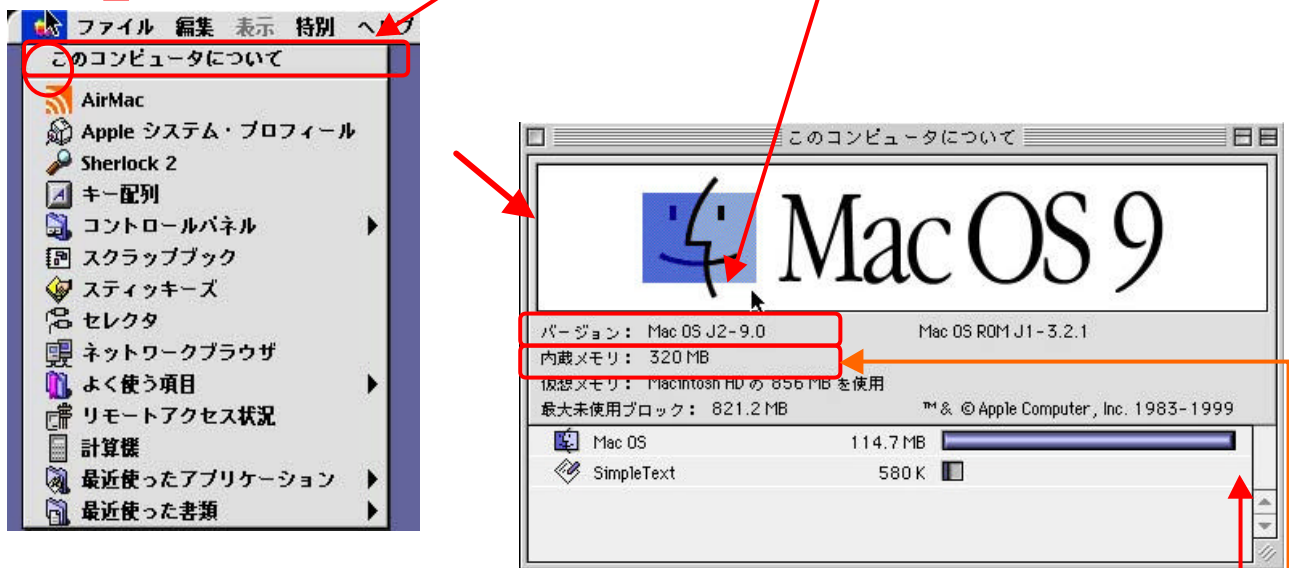 ファイル 編集 表示 特別 ヘルプ
このコンピュータについて
AirMac
Apple システム・プロフィール
Sherlock 2
キー配列
コントロールパネル
スクラップブック
スティッキーズ
セレクタ
ネットワークブラウザ
よく使う項目
リモートアクセス状況
計算機
最近使ったアプリケーション
最近使った書類
このコンピュータについて
Mac OS 9
バージョン： Mac OS J2-9.0 Mac OS ROM J1-3.2.1
内蔵メモリ： 320 MB
仮想メモリ： Macintosh HD の 856 MB を使用
最大未使用ブロック： 821.2 MB ™ & © Apple Computer, Inc. 1983-1999
Mac OS 114.7 MB
SimpleText 580 K